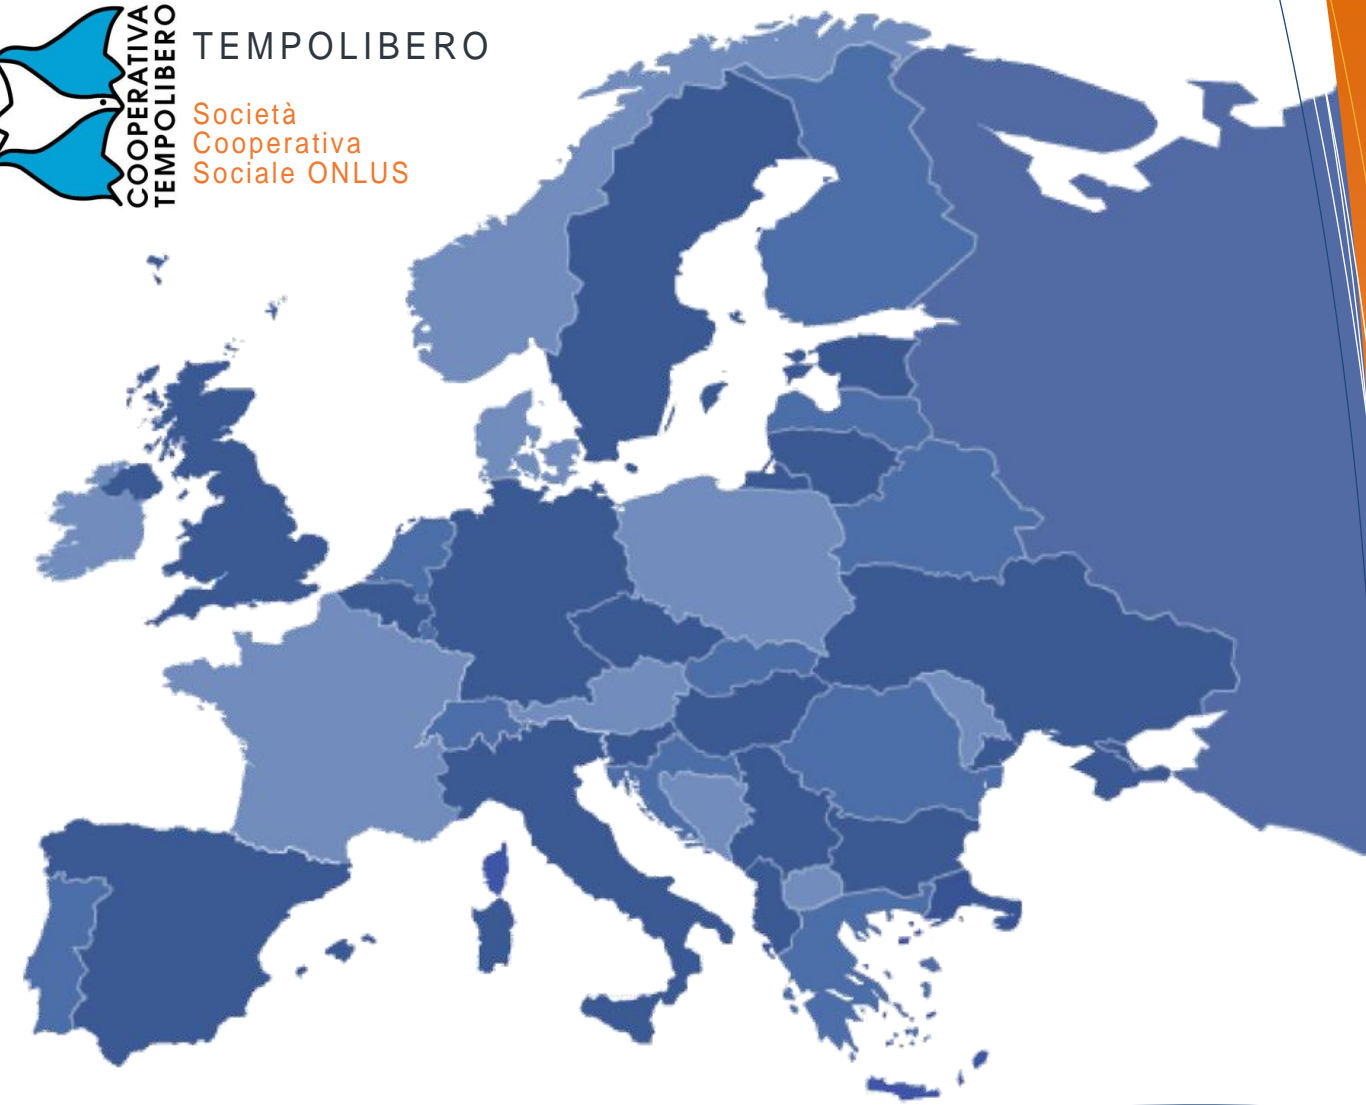 COOPERATIVA
TEMPOLIBERO
TEMPOLIBERO
Società
Cooperativa
Sociale ONLUS